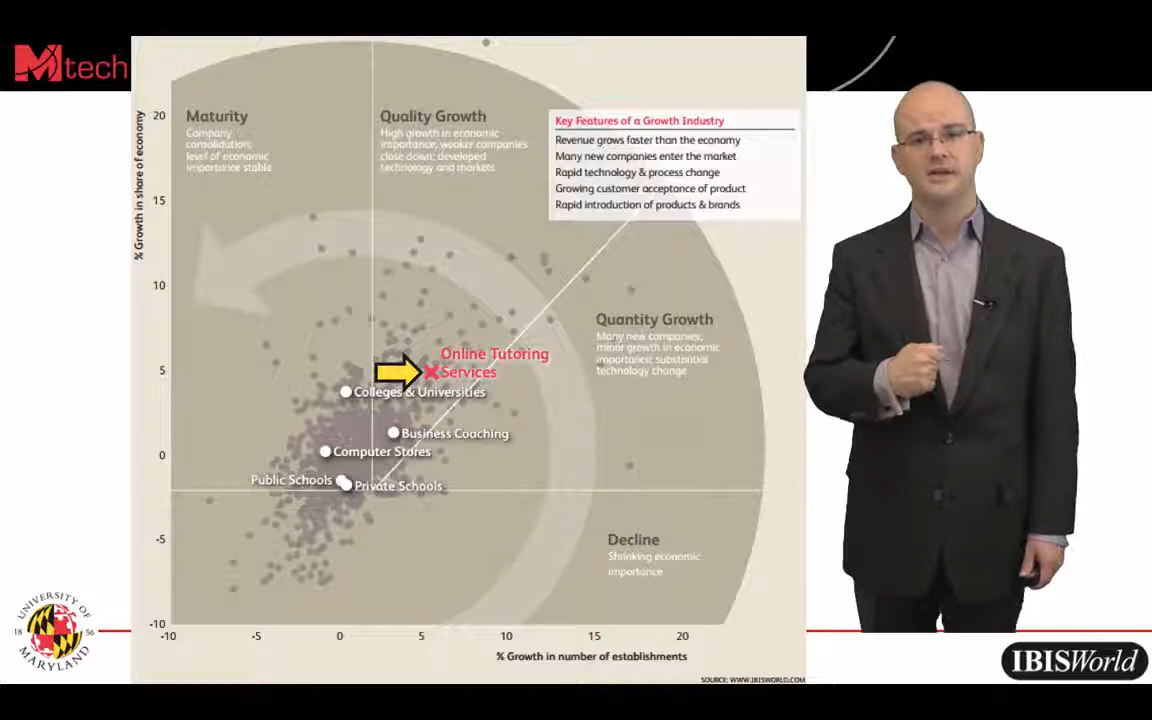 Mtech
Maturity
Company
consolidation;
level of economic
importance stable
Quality Growth
High growth in economic
importance; weaker companies
close down; developed
technology and markets
Key Features of a Growth Industry
Revenue grows faster than the economy
Many new companies enter the market
Rapid technology & process change
Growing customer acceptance of product
Rapid introduction of products & brands
% Growth in share of economy
20
15
10
5
0
-5
-10
Quantity Growth
Many new companies;
minor growth in economic
importance; substantial
technology change
Online Tutoring
Services
Colleges & Universities
Business Coaching
Computer Stores
Public Schools
Private Schools
Decline
Shrinking economic
importance
-10
-5
0
5
10
15
20
% Growth in number of establishments
SOURCE: WWW.IBISWORLD.COM
UNIVERSITY OF
18 56
MARYLAND
IBISWorld